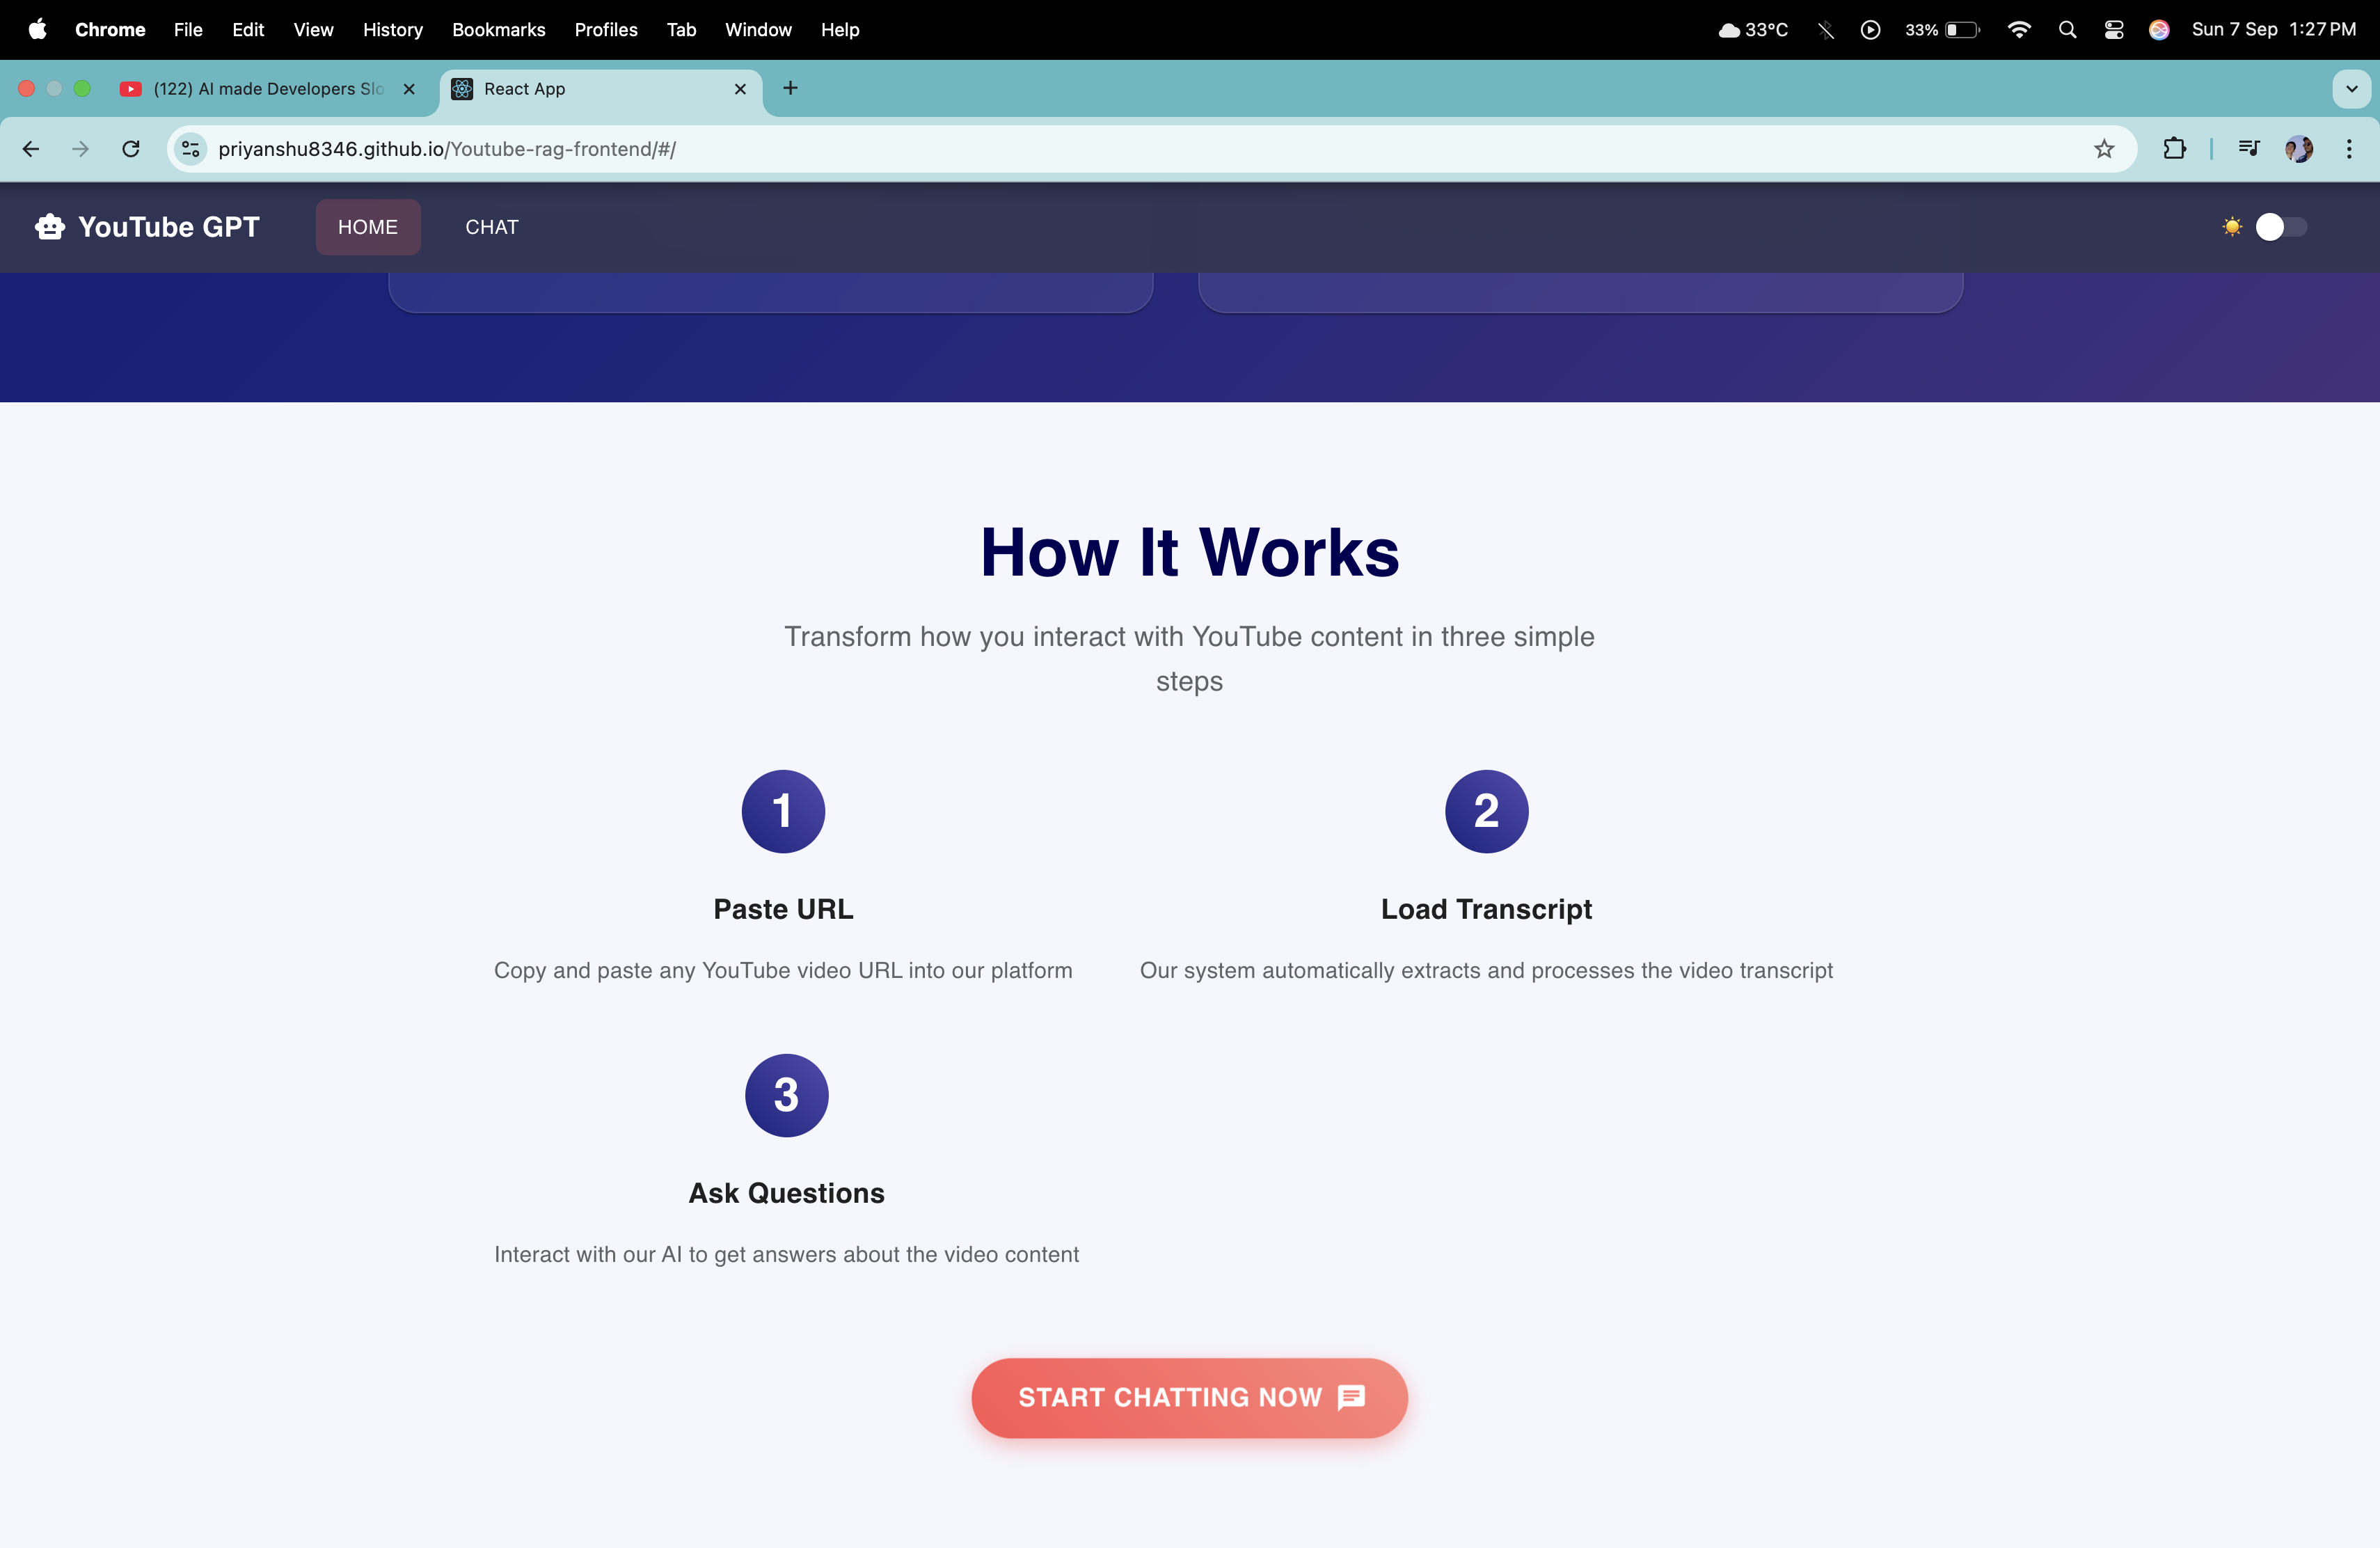 Chrome File Edit View History Bookmarks Profiles Tab Window Help 33°C 33% Sun 7 Sep 1:27 PM
(122) AI made Developers Slo
React App
priyanshu8346.github.io/Youtube-rag-frontend/#/
YouTube GPT HOME CHAT
How It Works
Transform how you interact with YouTube content in three simple
steps
1
Paste URL
Copy and paste any YouTube video URL into our platform
2
Load Transcript
Our system automatically extracts and processes the video transcript
3
Ask Questions
Interact with our AI to get answers about the video content
START CHATTING NOW